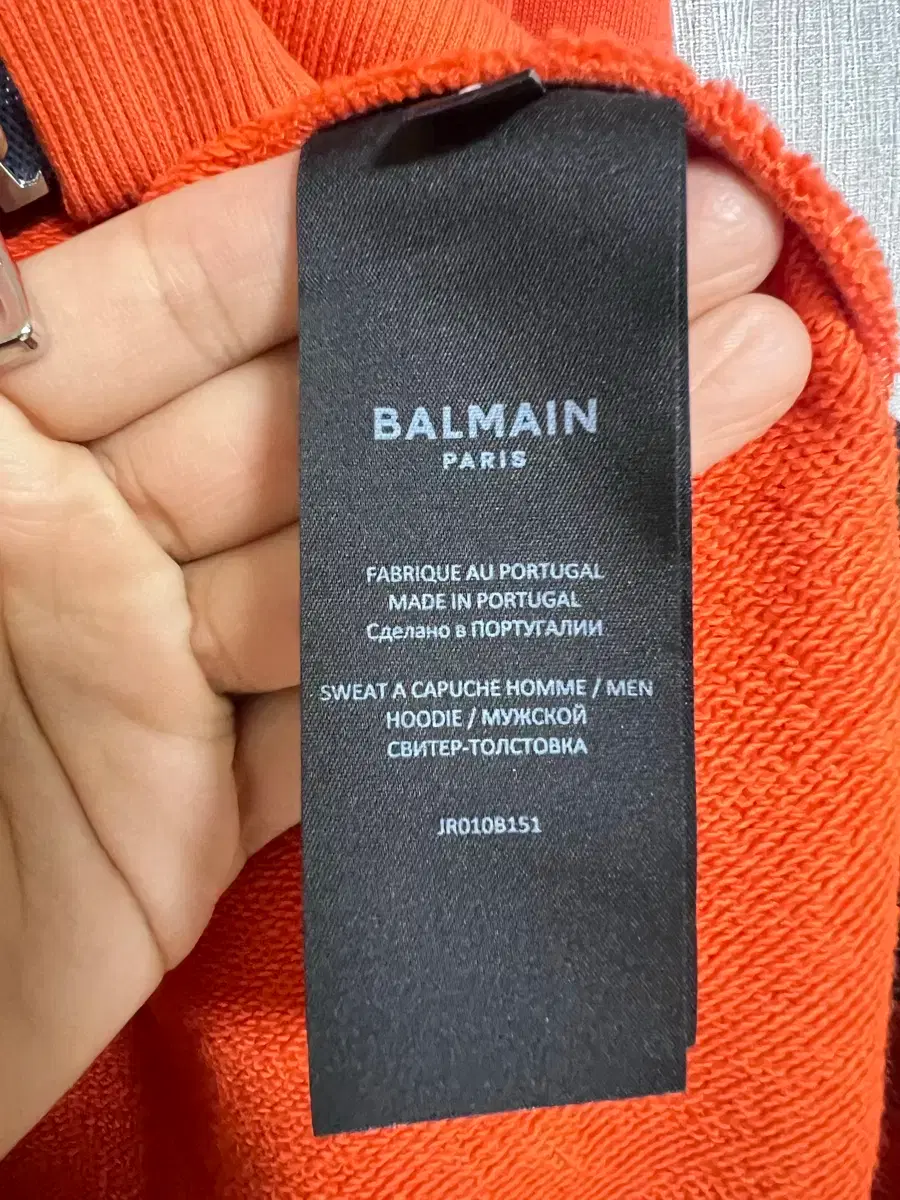 BALMAIN
PARIS
FABRIQUE AU PORTUGAL
MADE IN PORTUGAL
Сделано в ПОРТУГАЛИИ
SWEAT A CAPUCHE HOMME / MEN
HOODIE / МУЖСКОЙ
СВИТЕР-ТОЛСТОВКА
JR010B151